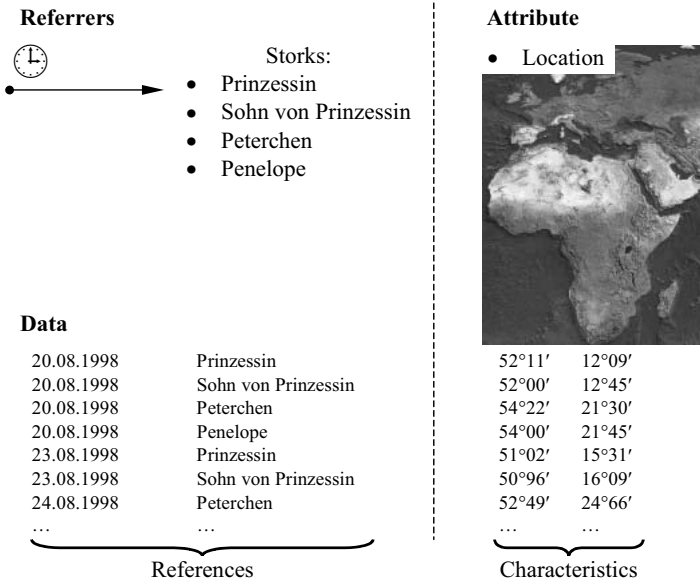 Referrers
Attribute
Storks:
• Prinzessin
• Sohn von Prinzessin
• Peterchen
• Penelope
• Location
Data
20.08.1998 Prinzessin 52°11′ 12°09′
20.08.1998 Sohn von Prinzessin 52°00′ 12°45′
20.08.1998 Peterchen 54°22′ 21°30′
20.08.1998 Penelope 54°00′ 21°45′
23.08.1998 Prinzessin 51°02′ 15°31′
23.08.1998 Sohn von Prinzessin 50°96′ 16°09′
24.08.1998 Peterchen 52°49′ 24°66′
… … … …
References
Characteristics